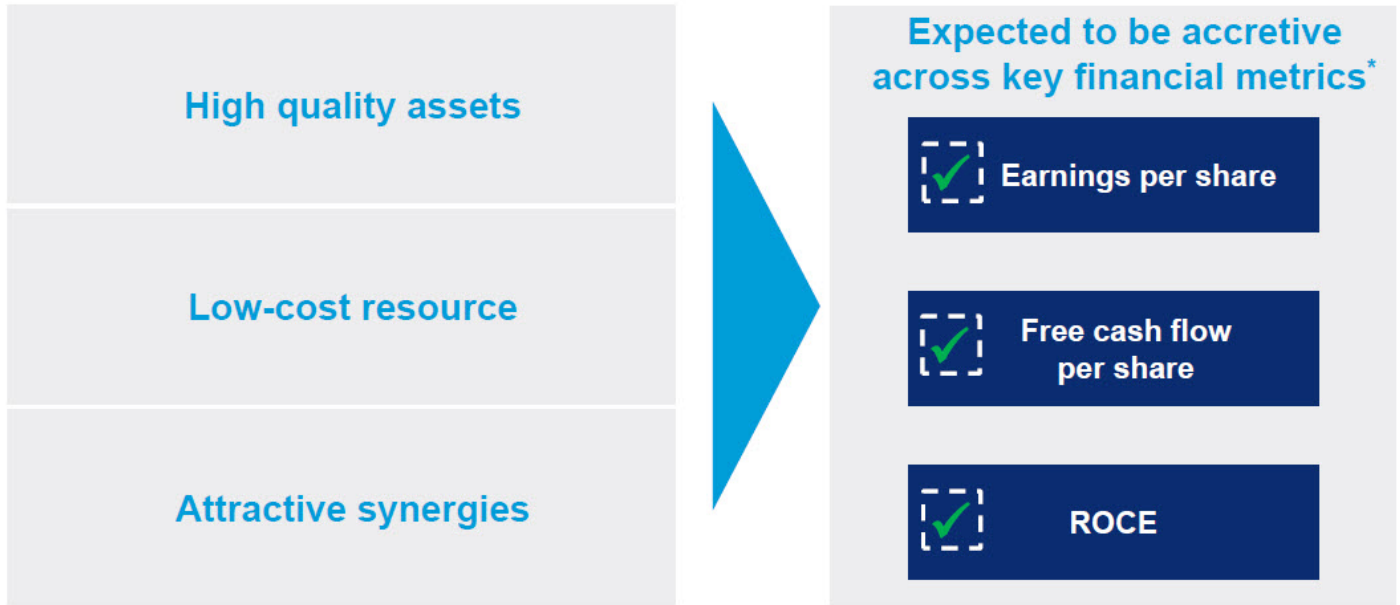 High quality assets
Low-cost resource
Attractive synergies
Expected to be accretive
across key financial metrics*
Earnings per share
Free cash flow
per share
ROCE